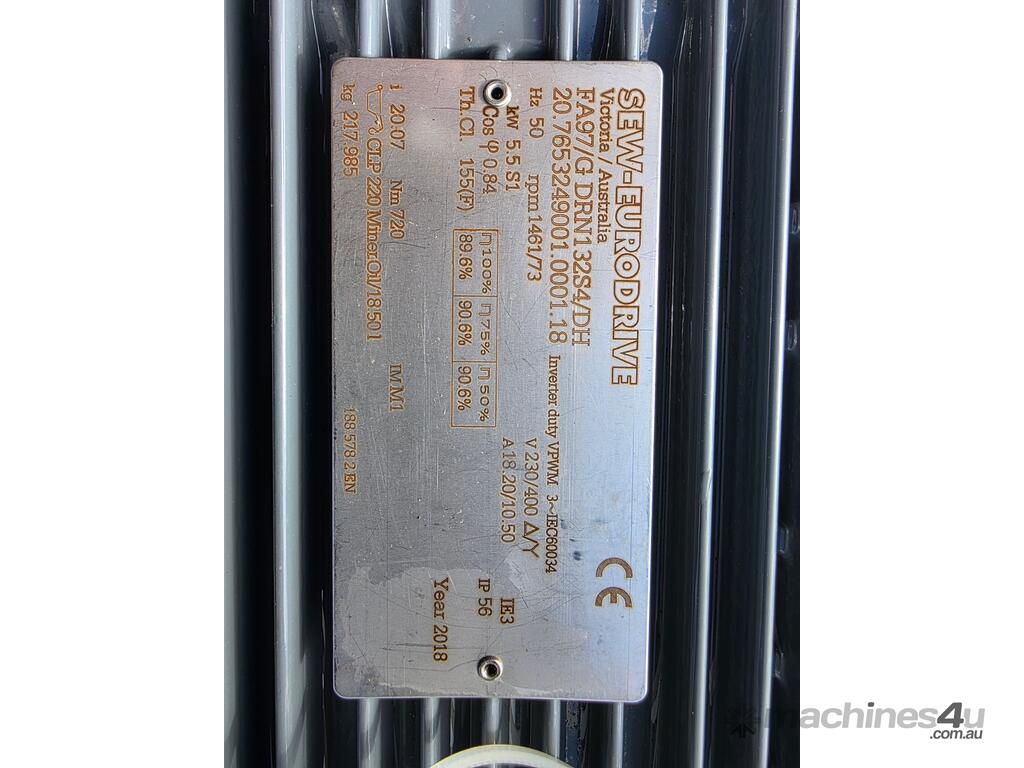 SEW-EURODRIVE
Victoria / Australia
FA97/G DRN132S4/DH
20.7653249001.0001.18
Inverter duty VPWM 3~IEC60034
Hz 50 rpm 1461/73 V 230/400 Δ/Y
kW 5.5 S1 A 18.20/10.50 IE3
Cos φ 0,84 η100% η75% η50% IP 56
Th.Cl. 155(F) 89.6% 90.6% 90.6% Year 2018
i 20.07 Nm 720 IM M1
CLP 220 Miner.Oil/18.50 l
kg 217.985 188 578 2 EN
CE
machines4u
.com.au